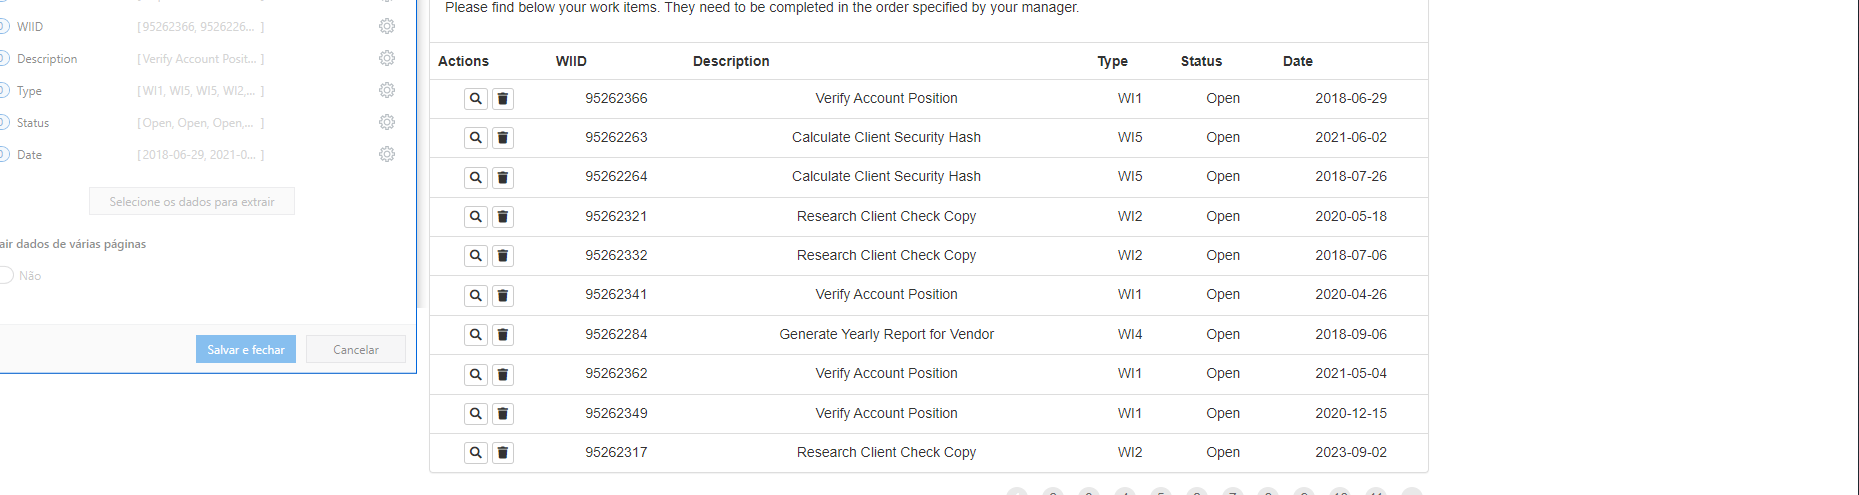 WIID [95262366, 9526226... ]
Description [Verify Account Posit... ]
Type [WI1, WI5, WI5, WI2,... ]
Status [Open, Open, Open,... ]
Date [2018-06-29, 2021-0... ]
Selecione os dados para extrair
air dados de várias páginas
Não
Salvar e fechar Cancelar
Please find below your work items. They need to be completed in the order specified by your manager.
Actions WIID Description Type Status Date
95262366 Verify Account Position WI1 Open 2018-06-29
95262263 Calculate Client Security Hash WI5 Open 2021-06-02
95262264 Calculate Client Security Hash WI5 Open 2018-07-26
95262321 Research Client Check Copy WI2 Open 2020-05-18
95262332 Research Client Check Copy WI2 Open 2018-07-06
95262341 Verify Account Position WI1 Open 2020-04-26
95262284 Generate Yearly Report for Vendor WI4 Open 2018-09-06
95262362 Verify Account Position WI1 Open 2021-05-04
95262349 Verify Account Position WI1 Open 2020-12-15
95262317 Research Client Check Copy WI2 Open 2023-09-02